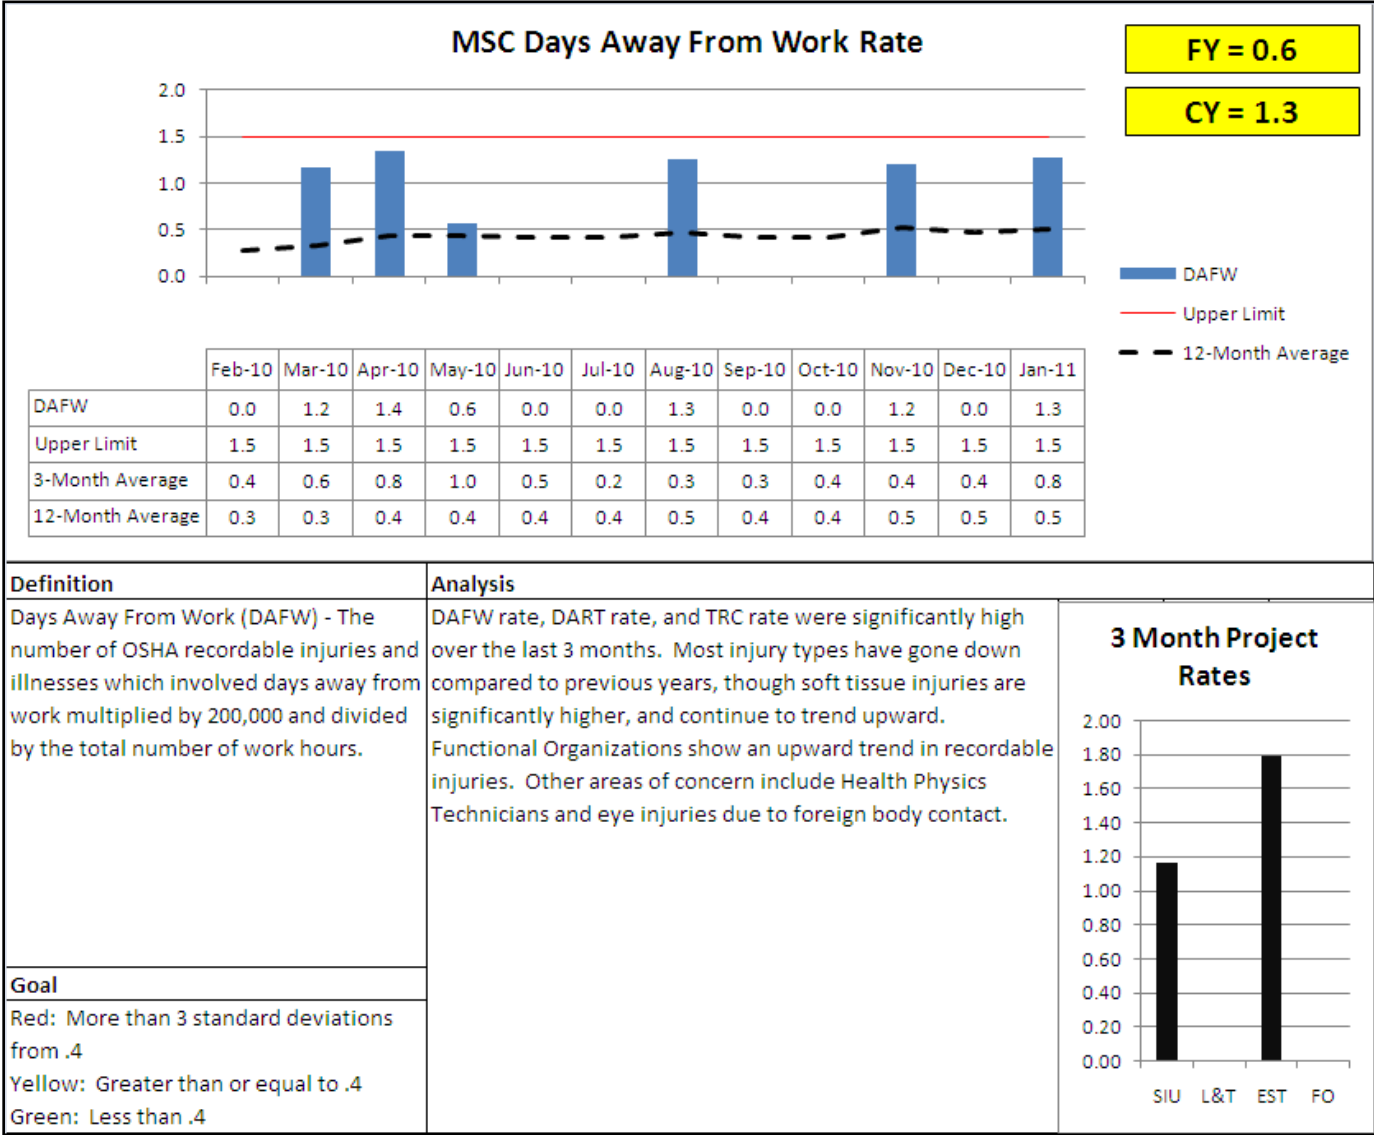 MSC Days Away From Work Rate
FY = 0.6
CY = 1.3
2.0
1.5
1.0
0.5
0.0
DAFW
Upper Limit
12-Month Average
Feb-10 Mar-10 Apr-10 May-10 Jun-10 Jul-10 Aug-10 Sep-10 Oct-10 Nov-10 Dec-10 Jan-11
DAFW 0.0 1.2 1.4 0.6 0.0 0.0 1.3 0.0 0.0 1.2 0.0 1.3
Upper Limit 1.5 1.5 1.5 1.5 1.5 1.5 1.5 1.5 1.5 1.5 1.5 1.5
3-Month Average 0.4 0.6 0.8 1.0 0.5 0.2 0.3 0.3 0.4 0.4 0.4 0.8
12-Month Average 0.3 0.3 0.4 0.4 0.4 0.4 0.5 0.4 0.4 0.5 0.5 0.5
Definition
Days Away From Work (DAFW) - The
number of OSHA recordable injuries and
illnesses which involved days away from
work multiplied by 200,000 and divided
by the total number of work hours.
Goal
Red: More than 3 standard deviations
from .4
Yellow: Greater than or equal to .4
Green: Less than .4
Analysis
DAFW rate, DART rate, and TRC rate were significantly high
over the last 3 months. Most injury types have gone down
compared to previous years, though soft tissue injuries are
significantly higher, and continue to trend upward.
Functional Organizations show an upward trend in recordable
injuries. Other areas of concern include Health Physics
Technicians and eye injuries due to foreign body contact.
3 Month Project
Rates
2.00
1.80
1.60
1.40
1.20
1.00
0.80
0.60
0.40
0.20
0.00
SIU L&T EST FO